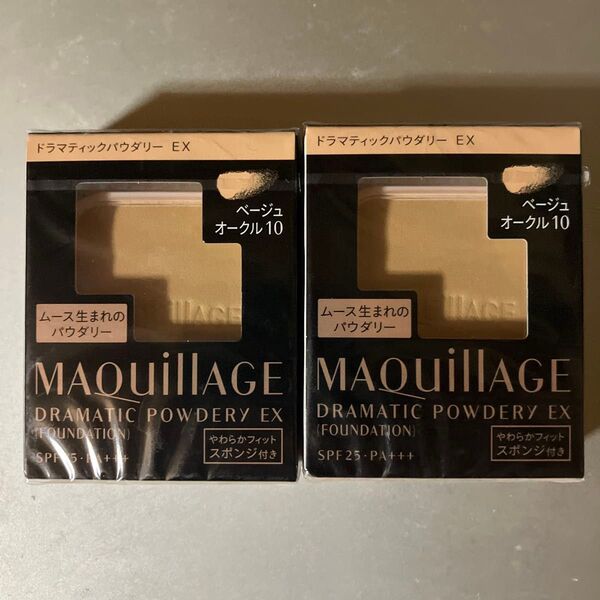 ドラマティックパウダリー EX
ベージュ
オークル10
ムース生まれの
パウダリー
MAQuillAGE
DRAMATIC POWDERY EX
(FOUNDATION)
やわらかフィット
スポンジ付き
SPF25・PA+++
ドラマティックパウダリー EX
ベージュ
オークル10
illAGE
ムース生まれの
パウダリー
MAQuillAGE
DRAMATIC POWDERY EX
(FOUNDATION)
やわらかフィット
スポンジ付き
SPF25・PA+++